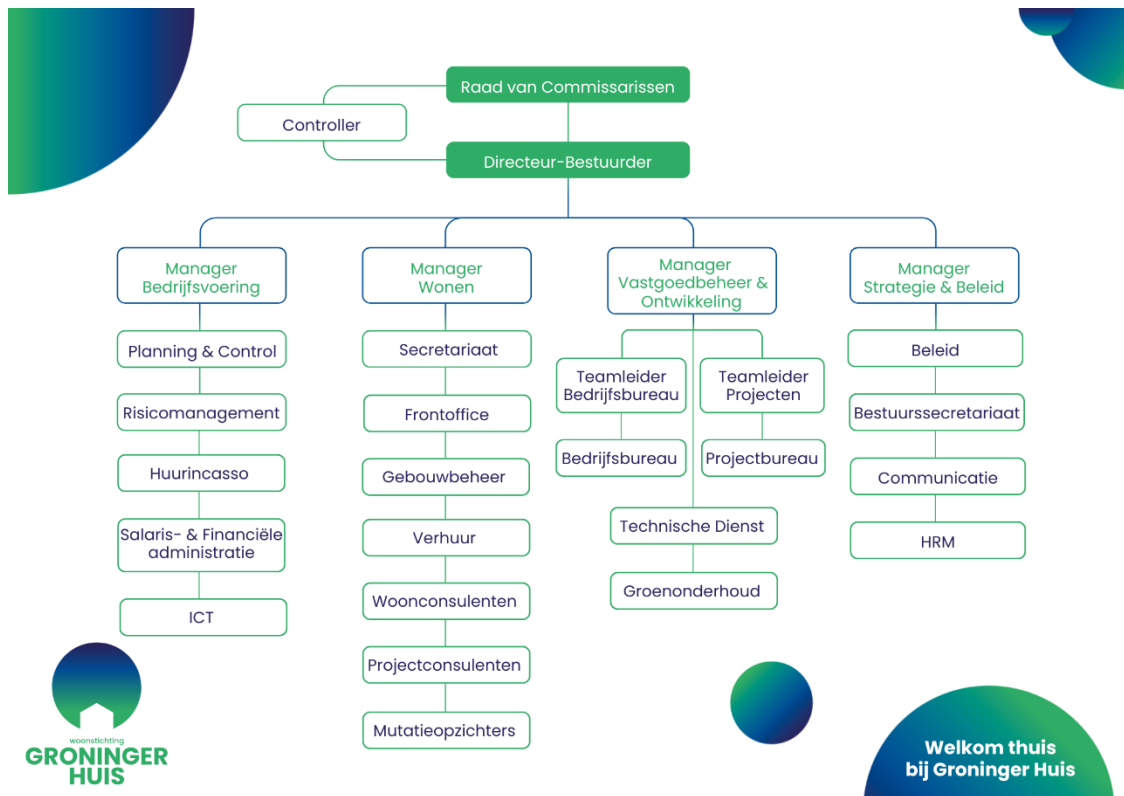 Raad van Commissarissen
Controller
Directeur-Bestuurder
Manager
Bedrijfsvoering
Planning & Control
Risicomanagement
Huurincasso
Salaris- & Financiële
administratie
ICT
Manager
Wonen
Secretariaat
Frontoffice
Gebouwbeheer
Verhuur
Woonconsulenten
Projectconsulenten
Mutatieopzichters
Manager
Vastgoedbeheer &
Ontwikkeling
Teamleider
Bedrijfsbureau
Bedrijfsbureau
Teamleider
Projecten
Projectbureau
Technische Dienst
Groenonderhoud
Manager
Strategie & Beleid
Beleid
Bestuurssecretariaat
Communicatie
HRM
woonstichting
GRONINGER
HUIS
Welkom thuis
bij Groninger Huis